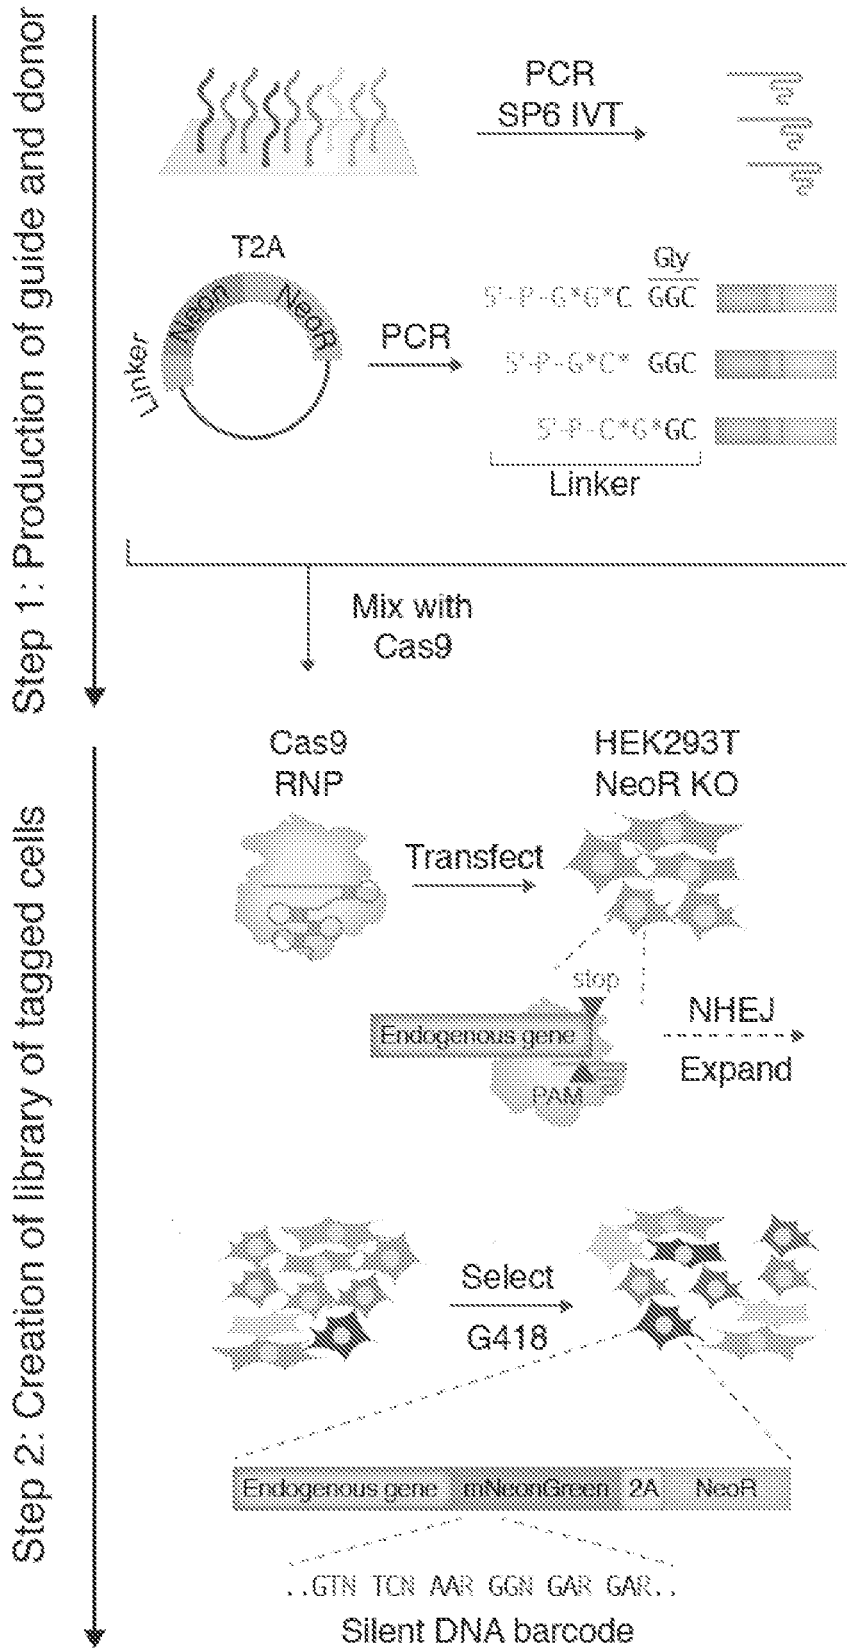 Step 1: Production of guide and donor
PCR
SP6 IVT
T2A
Neon
NeoR
Linker
PCR
Gly
5'-P-G*G*C GGC
5'-P-G*C* GGC
5'-P-C*G*GC
Linker
Mix with
Cas9
Step 2: Creation of library of tagged cells
Cas9
RNP
HEK293T
NeoR KO
Transfect
stop
Endogenous gene
PAM
NHEJ
Expand
Select
G418
Endogenous gene mNeonGreen 2A NeoR
..GTN TCN AAR GGN GAR GAR..
Silent DNA barcode